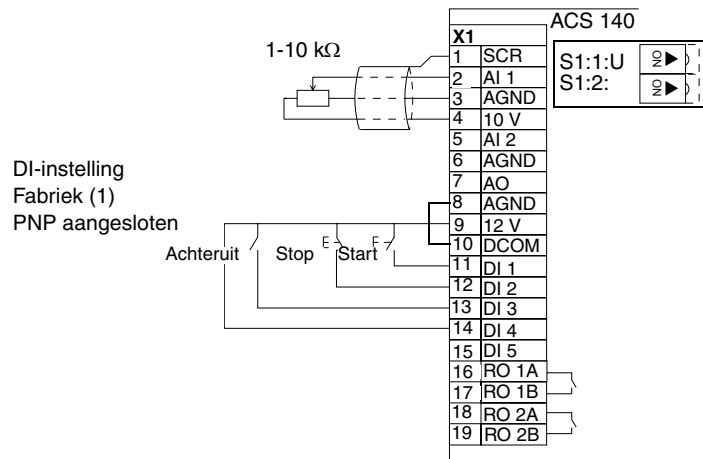 ACS 140
X1
1-10 kΩ
1 SCR
2 AI 1
3 AGND
4 10 V
5 AI 2
6 AGND
7 AO
8 AGND
9 12 V
10 DCOM
11 DI 1
12 DI 2
13 DI 3
14 DI 4
15 DI 5
16 RO 1A
17 RO 1B
18 RO 2A
19 RO 2B
S1:1:U
S1:2:
ON
ON
DI-instelling
Fabriek (1)
PNP aangesloten
Achteruit Stop Start